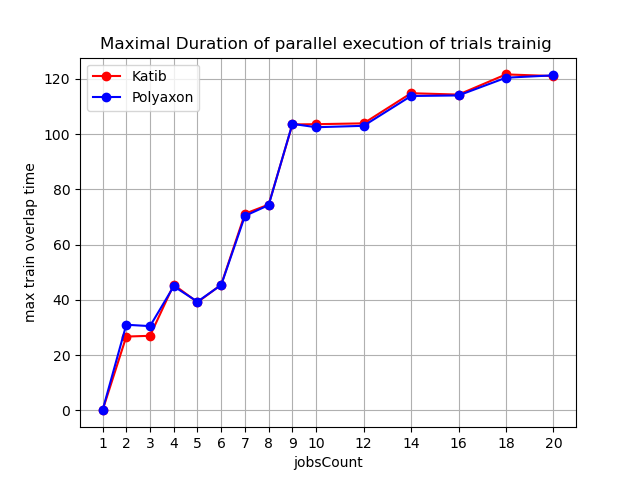 Maximal Duration of parallel execution of trials trainig
Katib
Polyaxon
max train overlap time
120
100
80
60
40
20
0
1 2 3 4 5 6 7 8 9 10 12 14 16 18 20
jobsCount